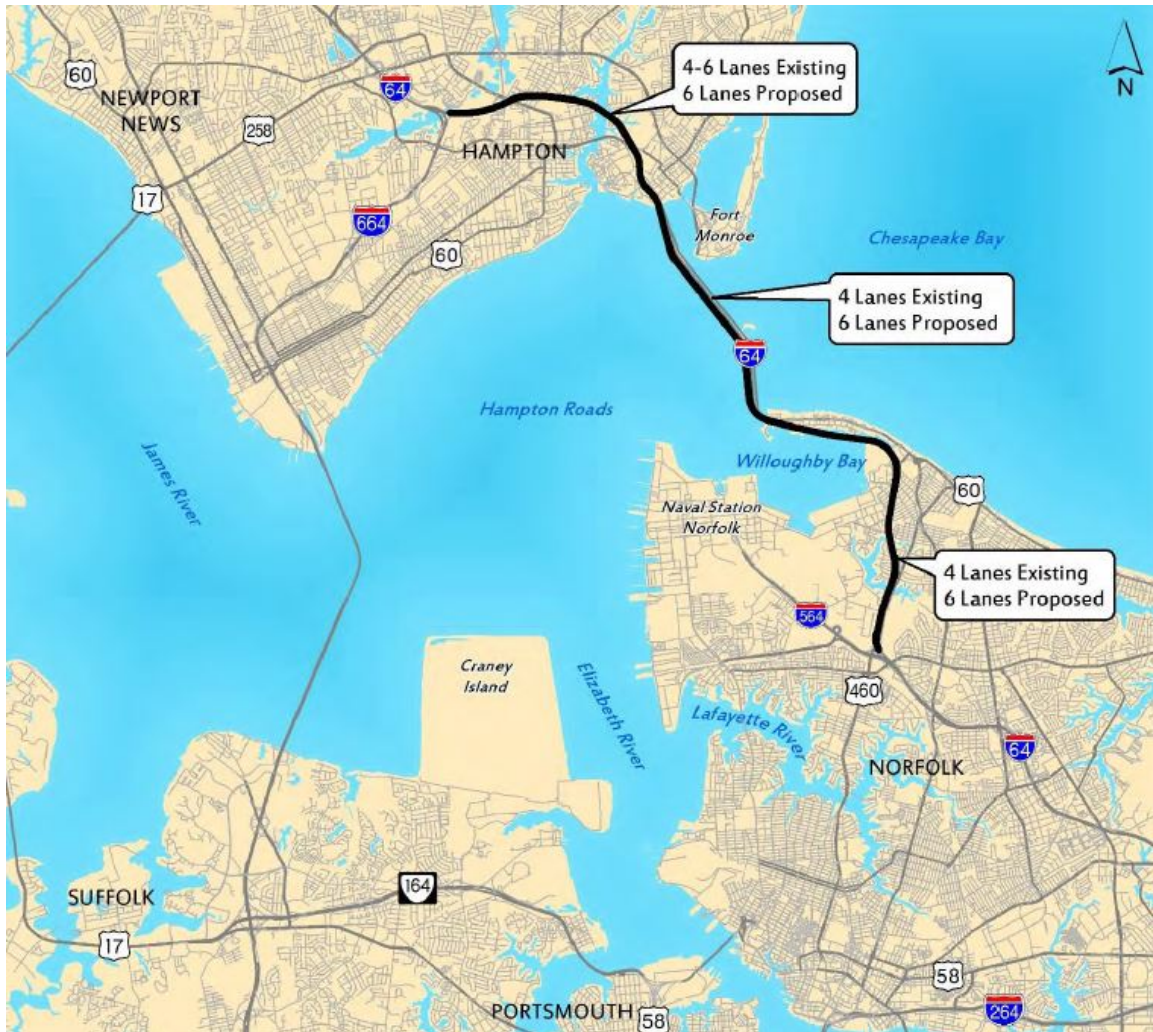 60
NEWPORT
NEWS
64
4-6 Lanes Existing
6 Lanes Proposed
N
258
HAMPTON
17
664
60
Fort
Monroe
Chesapeake Bay
4 Lanes Existing
6 Lanes Proposed
64
Hampton Roads
James River
Willoughby Bay
60
Naval Station
Norfolk
4 Lanes Existing
6 Lanes Proposed
564
Craney
Island
Elizabeth River
460
Lafayette River
64
NORFOLK
164
SUFFOLK
17
58
PORTSMOUTH
58
264